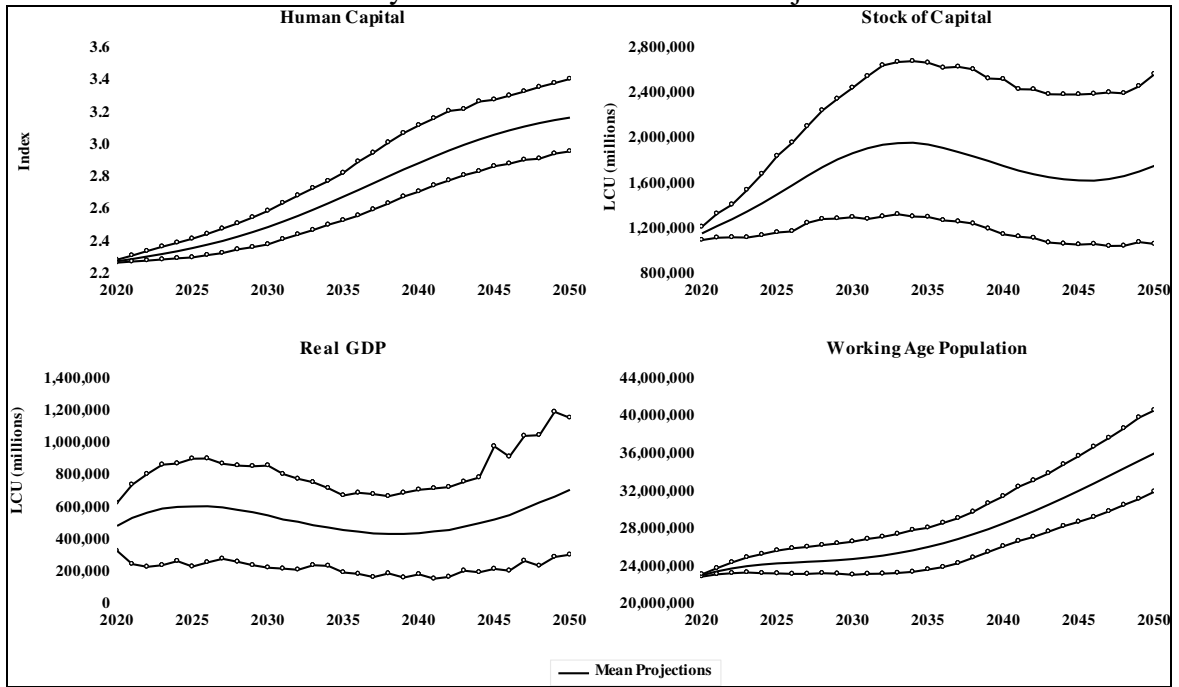 Human Capital
3.6
3.4
3.2
3.0
2.8
2.6
2.4
2.2
Index
2020 2025 2030 2035 2040 2045 2050
Stock of Capital
2,800,000
2,400,000
2,000,000
1,600,000
1,200,000
800,000
LCU (millions)
2020 2025 2030 2035 2040 2045 2050
Real GDP
1,400,000
1,200,000
1,000,000
800,000
600,000
400,000
200,000
0
LCU (millions)
2020 2025 2030 2035 2040 2045 2050
Working Age Population
44,000,000
40,000,000
36,000,000
32,000,000
28,000,000
24,000,000
20,000,000
2020 2025 2030 2035 2040 2045 2050
Mean Projections